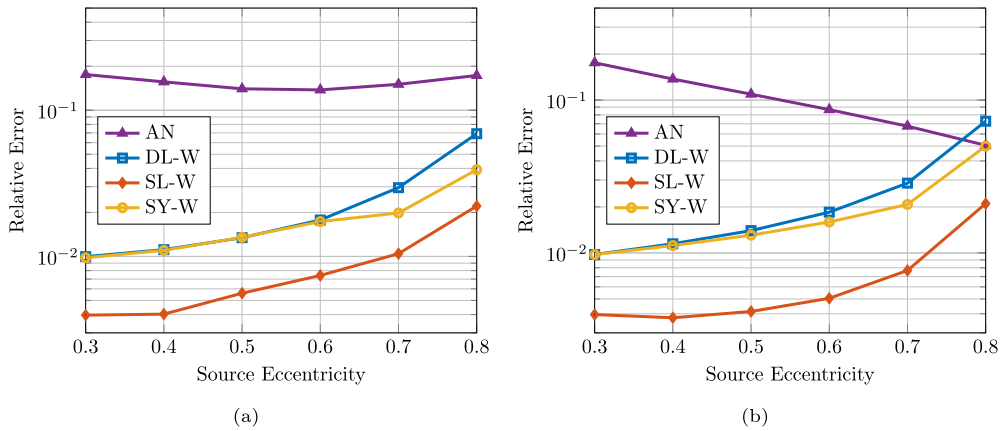 Relative Error
10−1
10−2
AN
DL-W
SL-W
SY-W
0.3 0.4 0.5 0.6 0.7 0.8
Source Eccentricity
(a)
Relative Error
10−1
10−2
AN
DL-W
SL-W
SY-W
0.3 0.4 0.5 0.6 0.7 0.8
Source Eccentricity
(b)